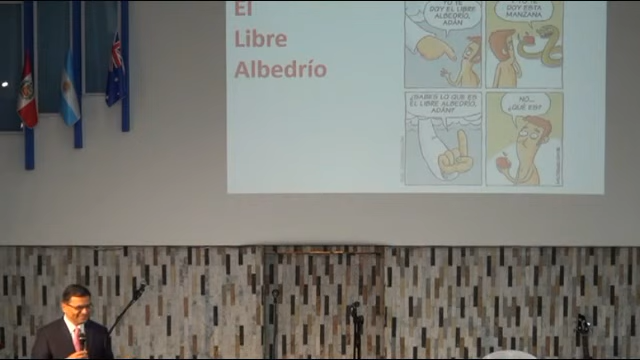 El
Libre
Albedrío
YO TE
DOY EL LIBRE
ALBEDRÍO,
ADÁN
DOY ESTA
MANZANA
¿SABES LO QUE ES
EL LIBRE ALBEDRÍO,
ADÁN?
NO...
¿QUÉ ES?